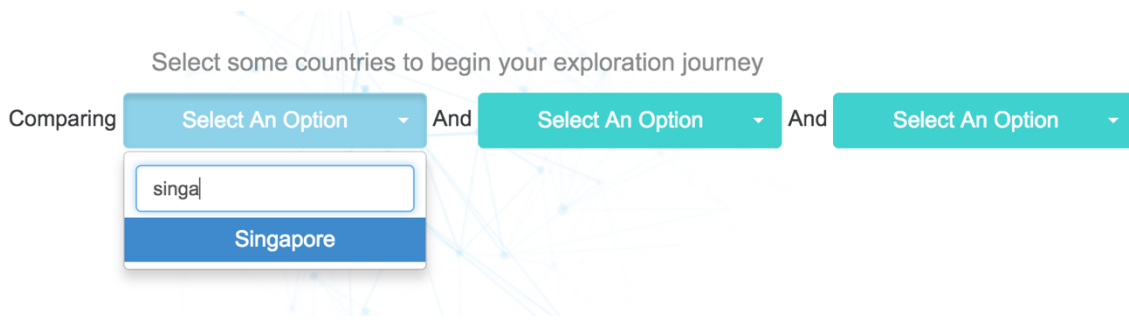 Select some countries to begin your exploration journey
Comparing Select An Option And Select An Option And Select An Option
singa
Singapore